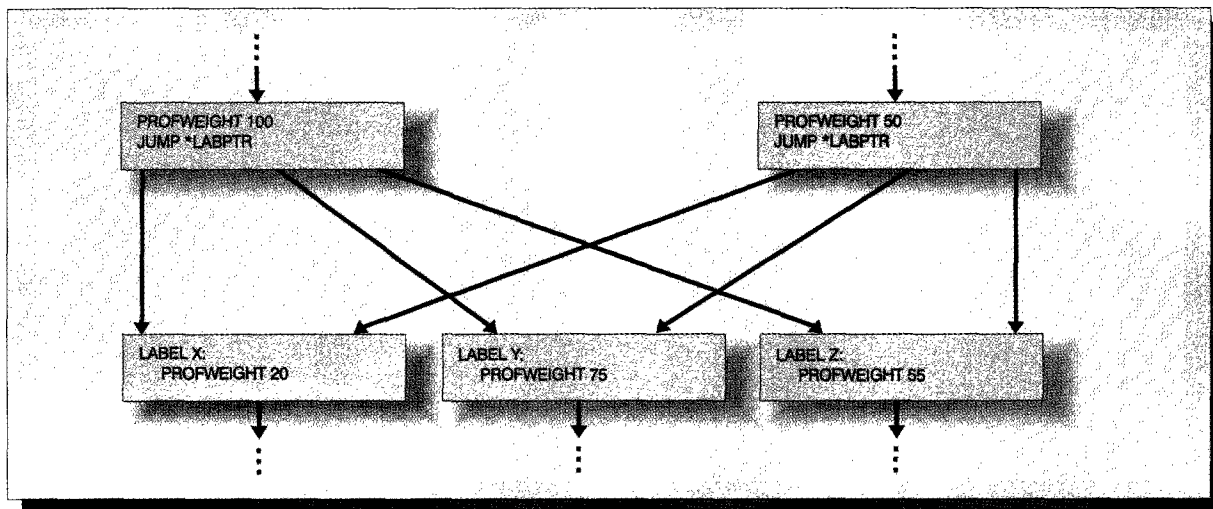 PROFWEIGHT 100
JUMP *LABPTR
PROFWEIGHT 50
JUMP *LABPTR
LABEL X:
PROFWEIGHT 20
LABEL Y:
PROFWEIGHT 75
LABEL Z:
PROFWEIGHT 55